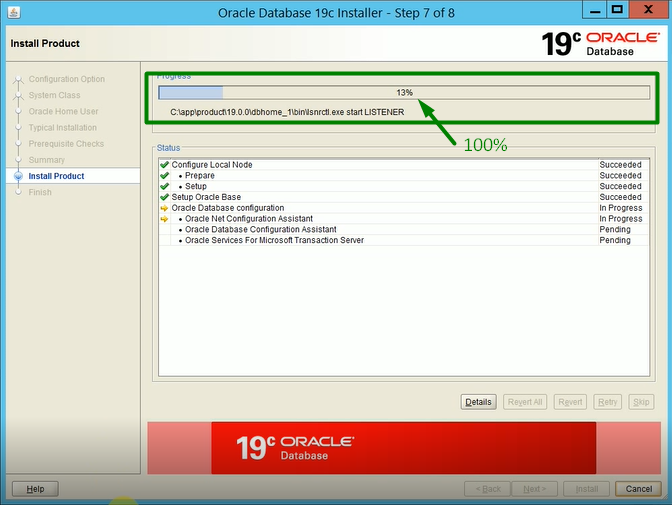 Oracle Database 19c Installer - Step 7 of 8
Install Product
19c ORACLE
Database
Configuration Option
System Class
Oracle Home User
Typical Installation
Prerequisite Checks
Summary
Install Product
Finish
Progress
13%
C:\app\product\19.0.0\dbhome_1\bin\lsnrctl.exe start LISTENER
100%
Status
Configure Local Node Succeeded
• Prepare Succeeded
• Setup Succeeded
Setup Oracle Base Succeeded
Oracle Database configuration In Progress
• Oracle Net Configuration Assistant In Progress
• Oracle Database Configuration Assistant Pending
• Oracle Services For Microsoft Transaction Server Pending
Details Revert All Revert Retry Skip
19c ORACLE
Database
Help < Back Next > Install Cancel